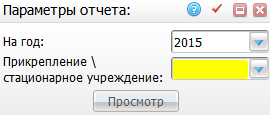 Параметры отчета:
На год: 2015
Прикрепление \
стационарное учреждение:
Просмотр